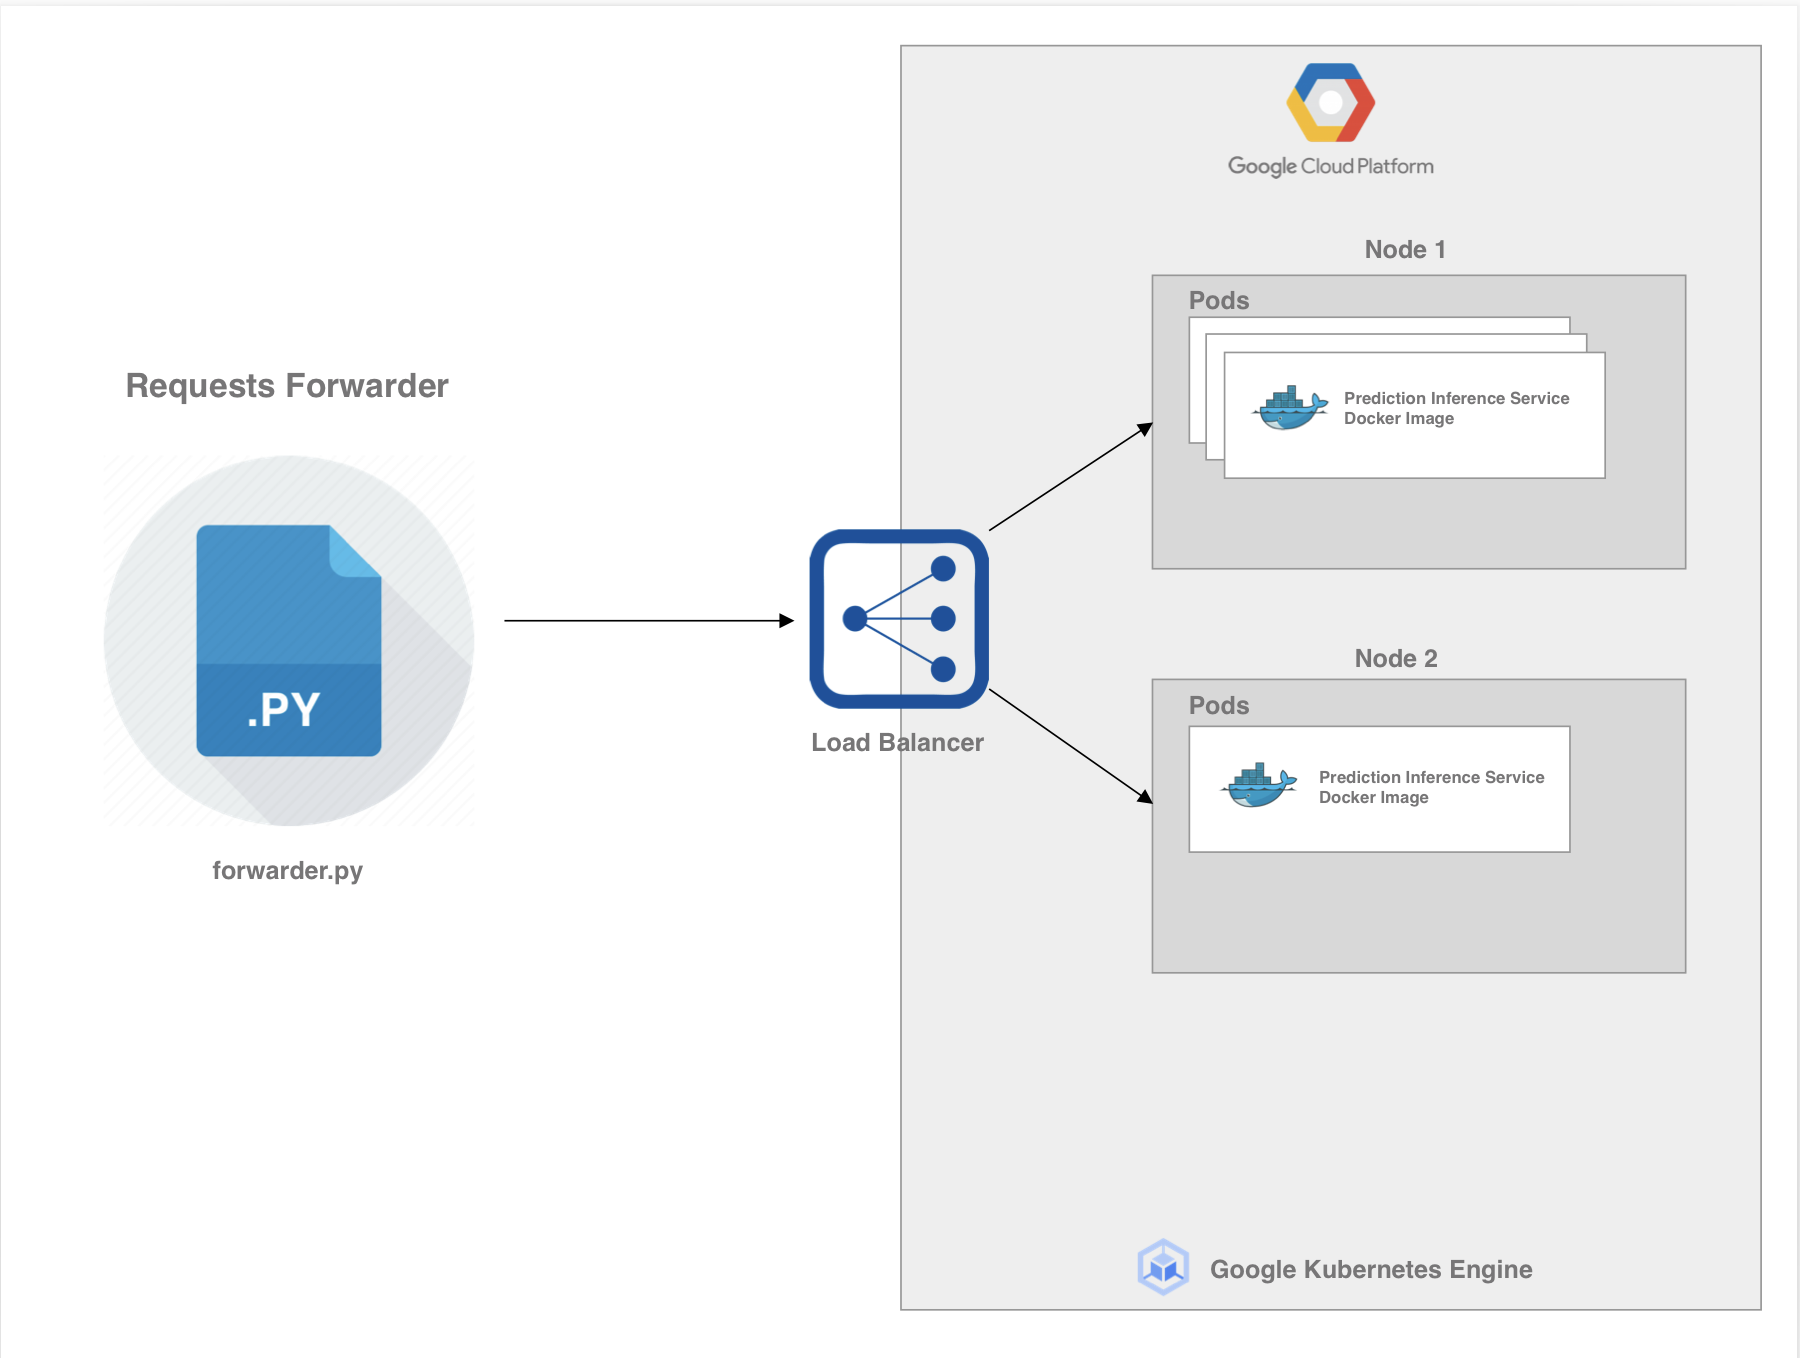 Google Cloud Platform
Node 1
Pods
Prediction Inference Service
Docker Image
Requests Forwarder
.PY
forwarder.py
Load Balancer
Node 2
Pods
Prediction Inference Service
Docker Image
Google Kubernetes Engine